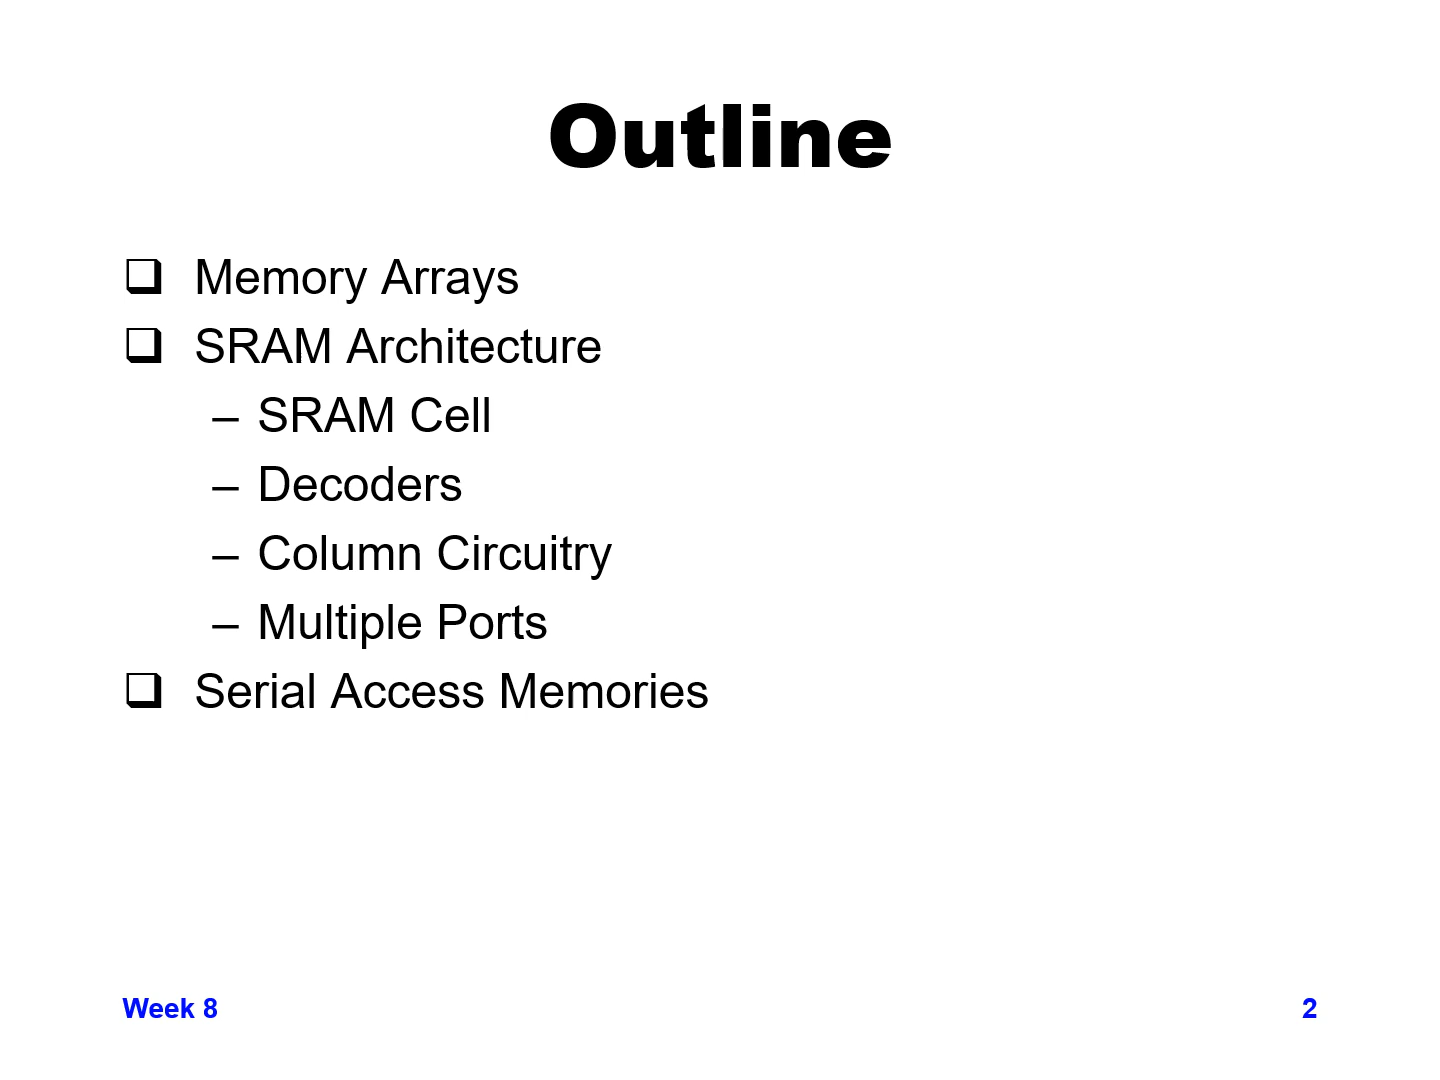 Outline
❑ Memory Arrays
❑ SRAM Architecture
– SRAM Cell
– Decoders
– Column Circuitry
– Multiple Ports
❑ Serial Access Memories
Week 8
2